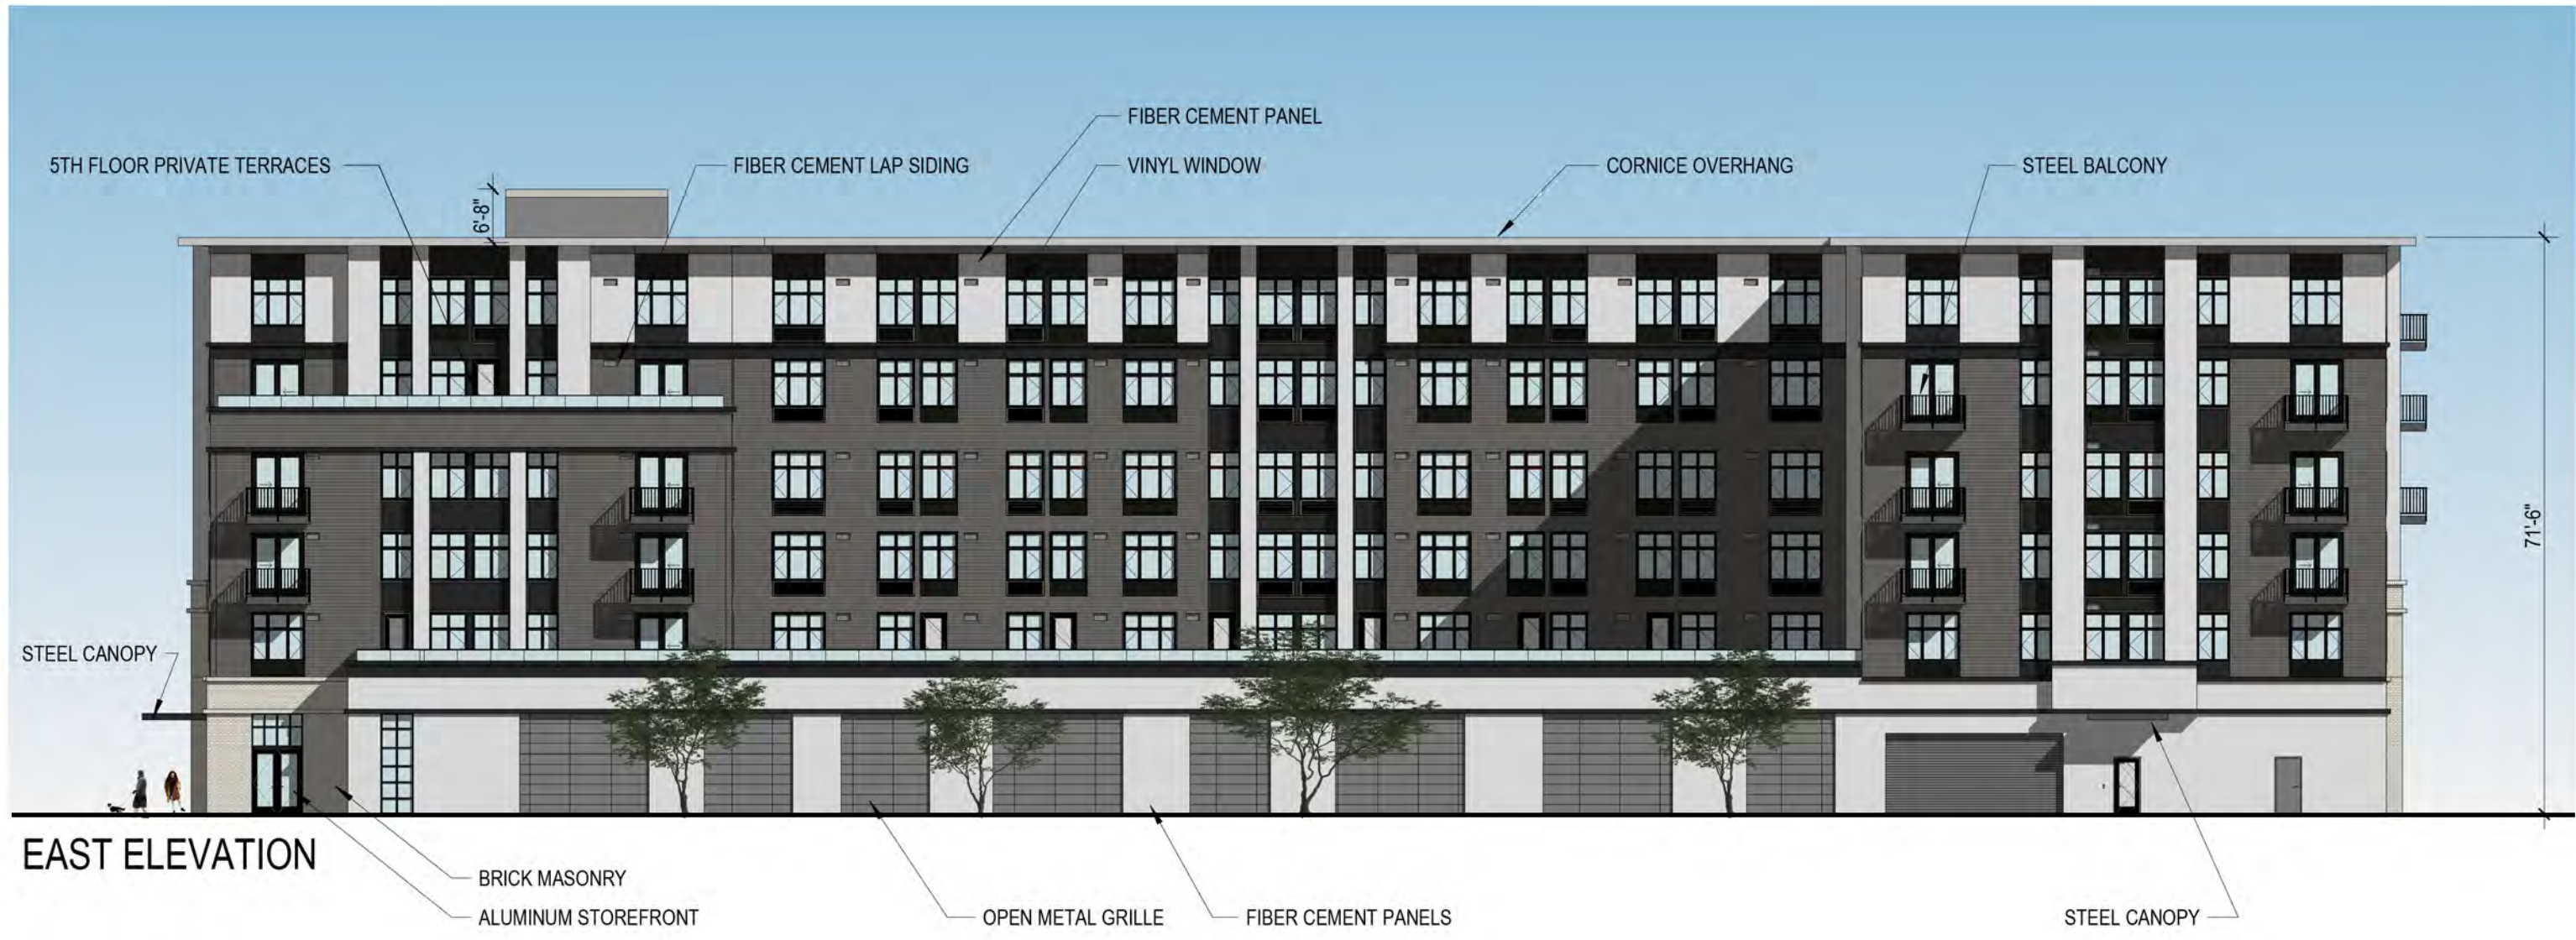 FIBER CEMENT PANEL
5TH FLOOR PRIVATE TERRACES
FIBER CEMENT LAP SIDING
VINYL WINDOW
CORNICE OVERHANG
STEEL BALCONY
6'-8"
71'-6"
STEEL CANOPY
EAST ELEVATION
BRICK MASONRY
ALUMINUM STOREFRONT
OPEN METAL GRILLE
FIBER CEMENT PANELS
STEEL CANOPY